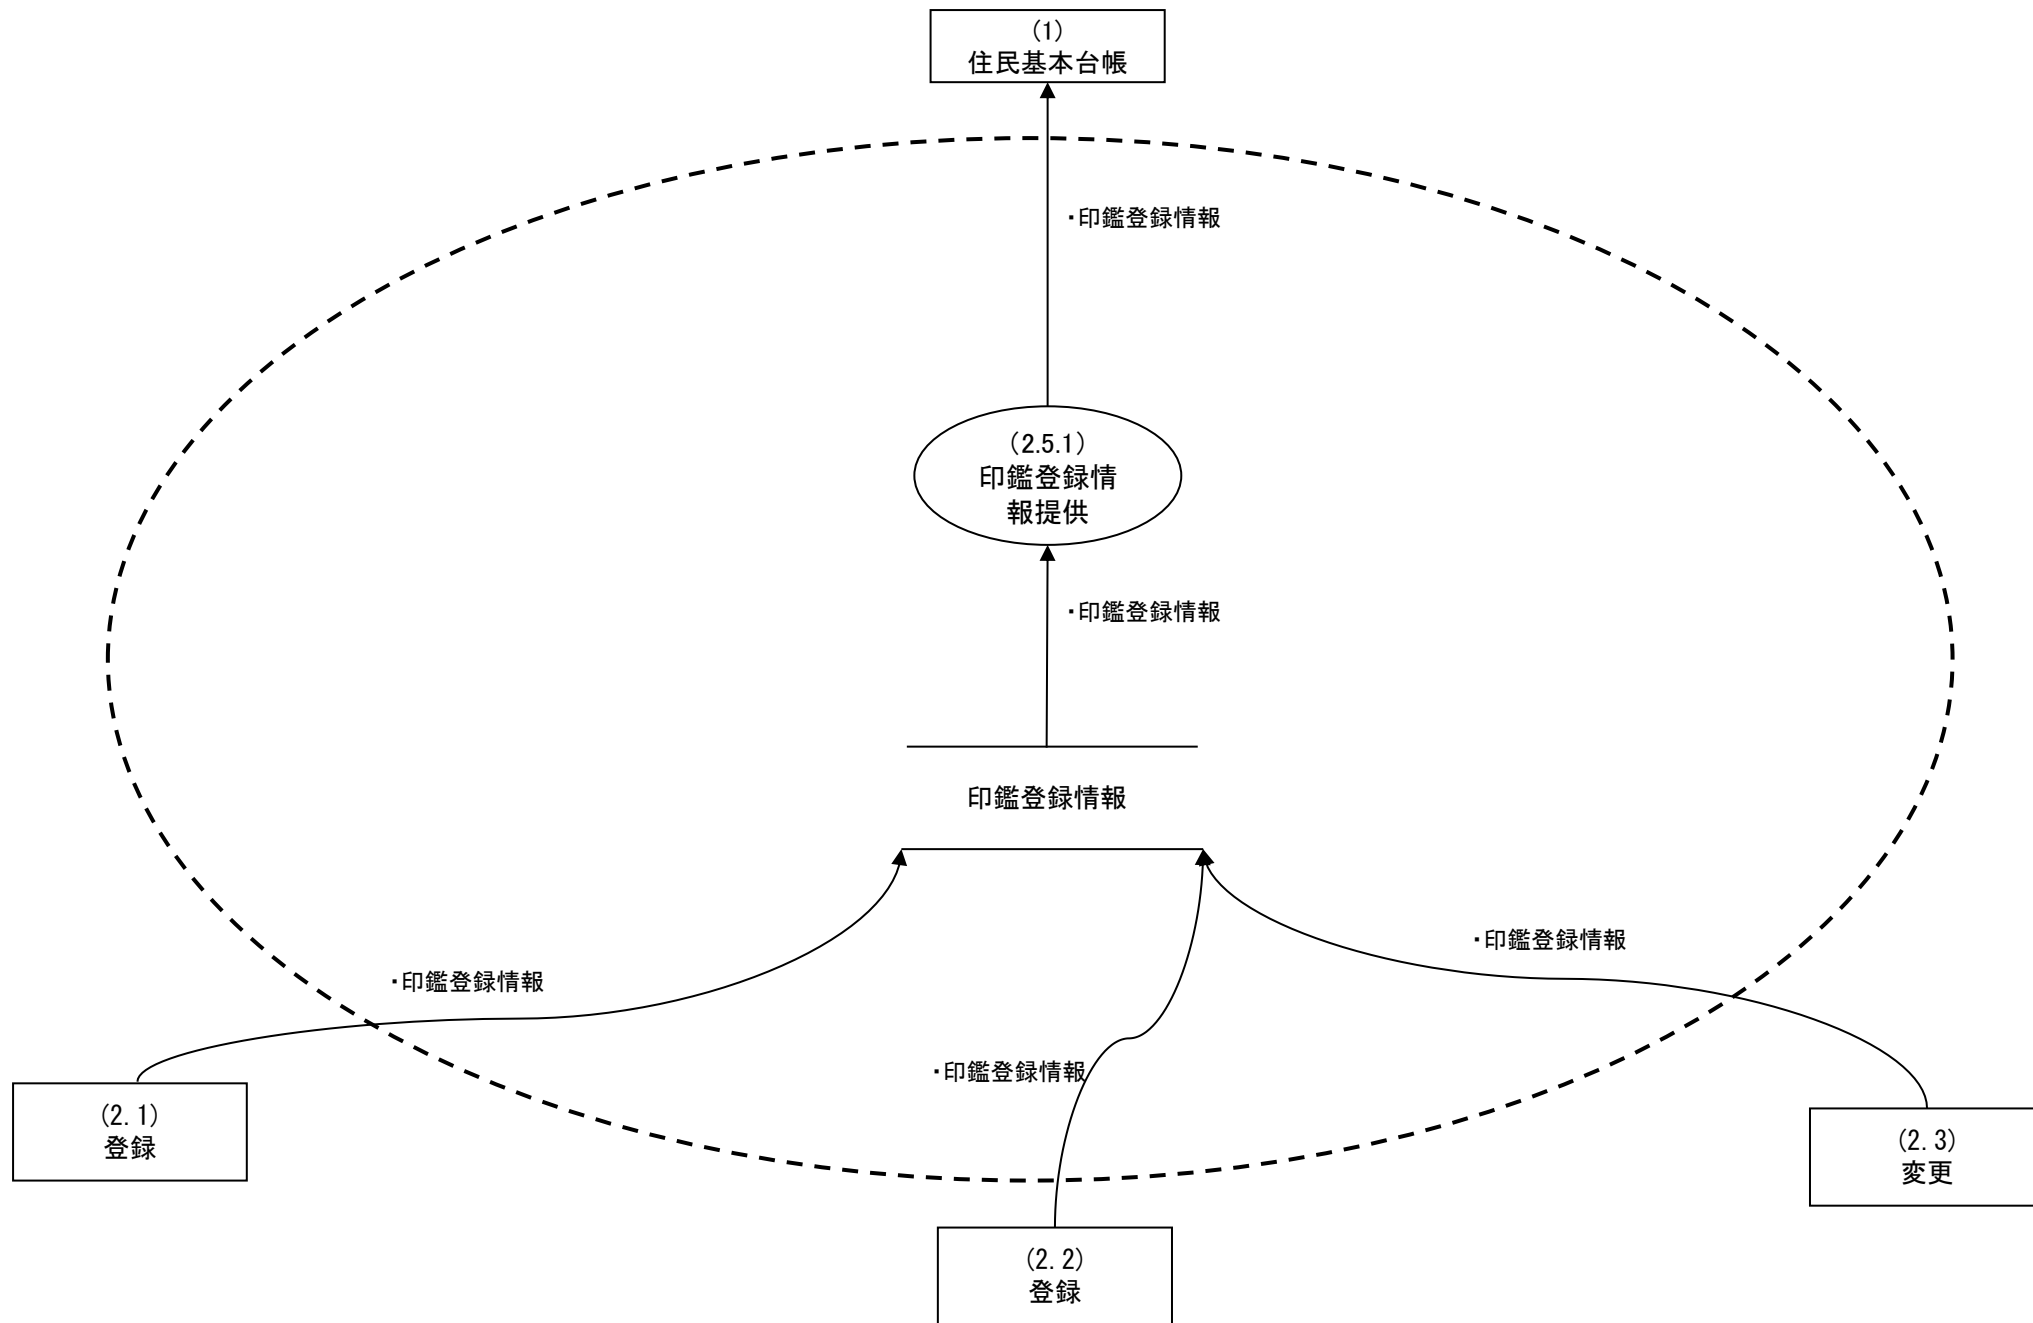 (1)
住民基本台帳
・印鑑登録情報
(2.5.1)
印鑑登録情
報提供
・印鑑登録情報
印鑑登録情報
・印鑑登録情報
・印鑑登録情報
・印鑑登録情報
(2.1)
登録
(2.3)
変更
(2.2)
登録